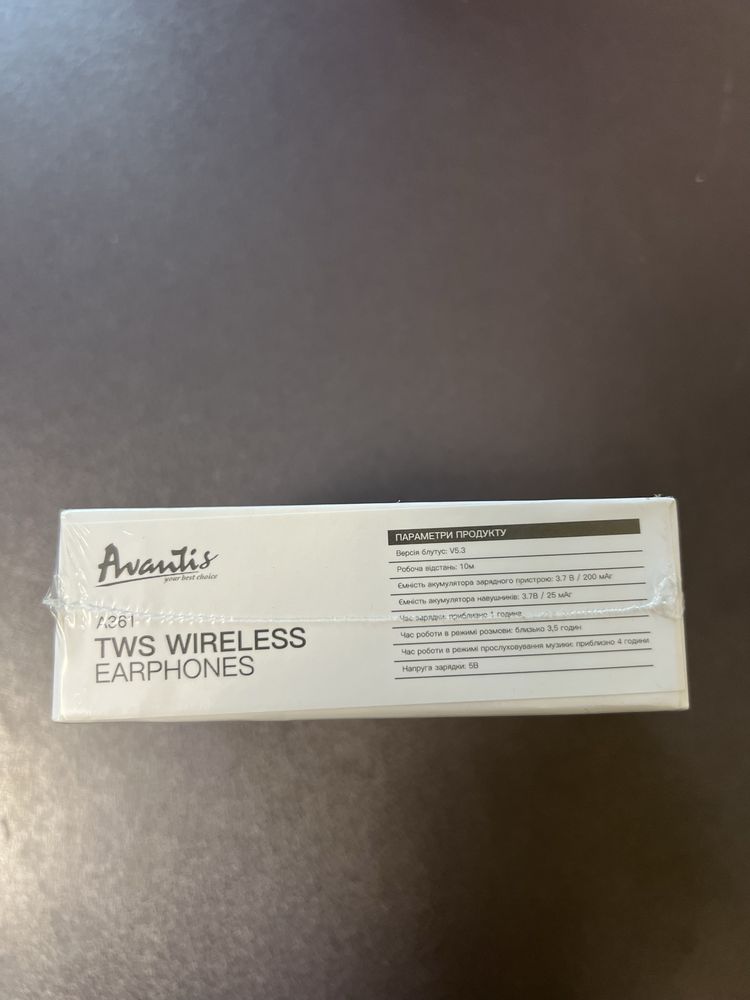 Avantis
your best choice
A361
TWS WIRELESS
EARPHONES
ПАРАМЕТРИ ПРОДУКТУ
Версія блутус: V5.3
Робоча відстань: 10м
Ємність акумулятора зарядного пристрою: 3.7 В / 200 мАг
Ємність акумулятора навушників: 3.7В / 25 мАг
Час зарядки: приблизно 1 година
Час роботи в режимі розмови: близько 3,5 годин
Час роботи в режимі прослуховування музики: приблизно 4 години
Напруга зарядки: 5В